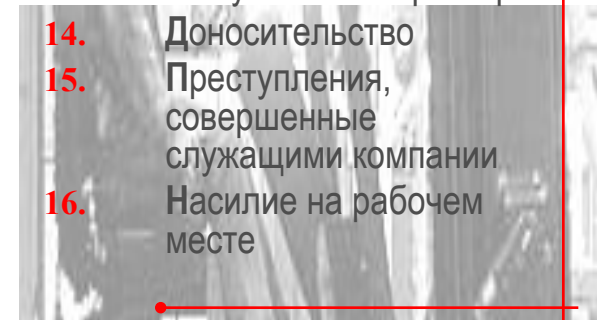 14. Доносительство
15. Преступления,
совершенные
служащими компании
16. Насилие на рабочем
месте